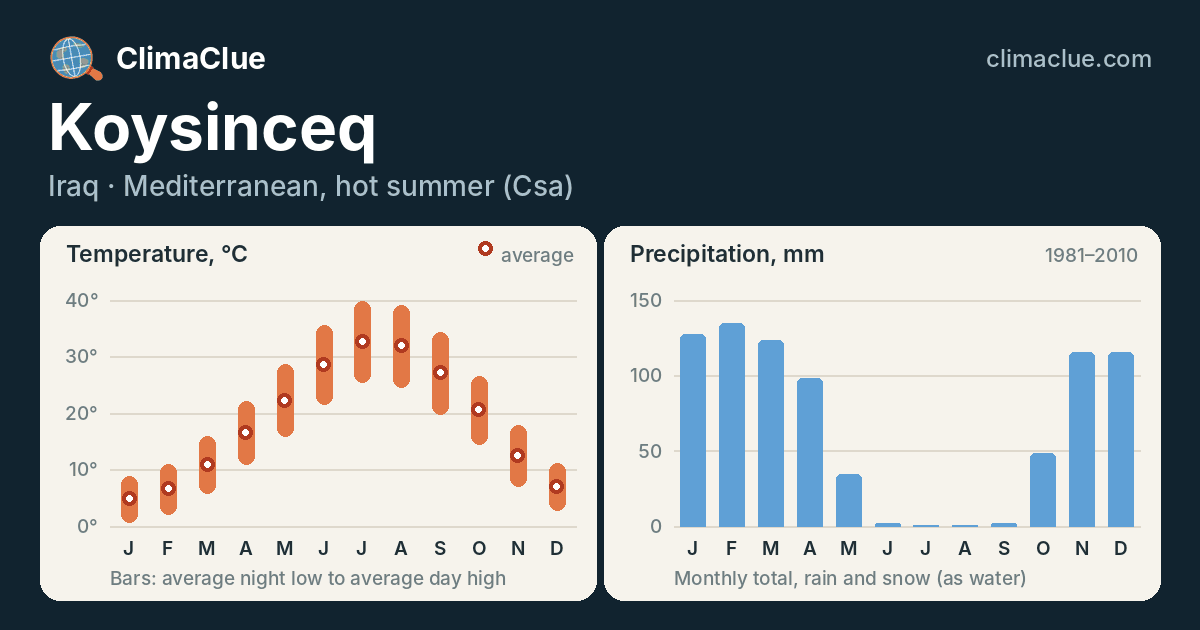 ClimaClue
climaclue.com
Koysinceq
Iraq · Mediterranean, hot summer (Csa)
Temperature, °C
average
40°
30°
20°
10°
0°
J F M A M J J A S O N D
Bars: average night low to average day high
Precipitation, mm
1981–2010
150
100
50
0
J F M A M J J A S O N D
Monthly total, rain and snow (as water)